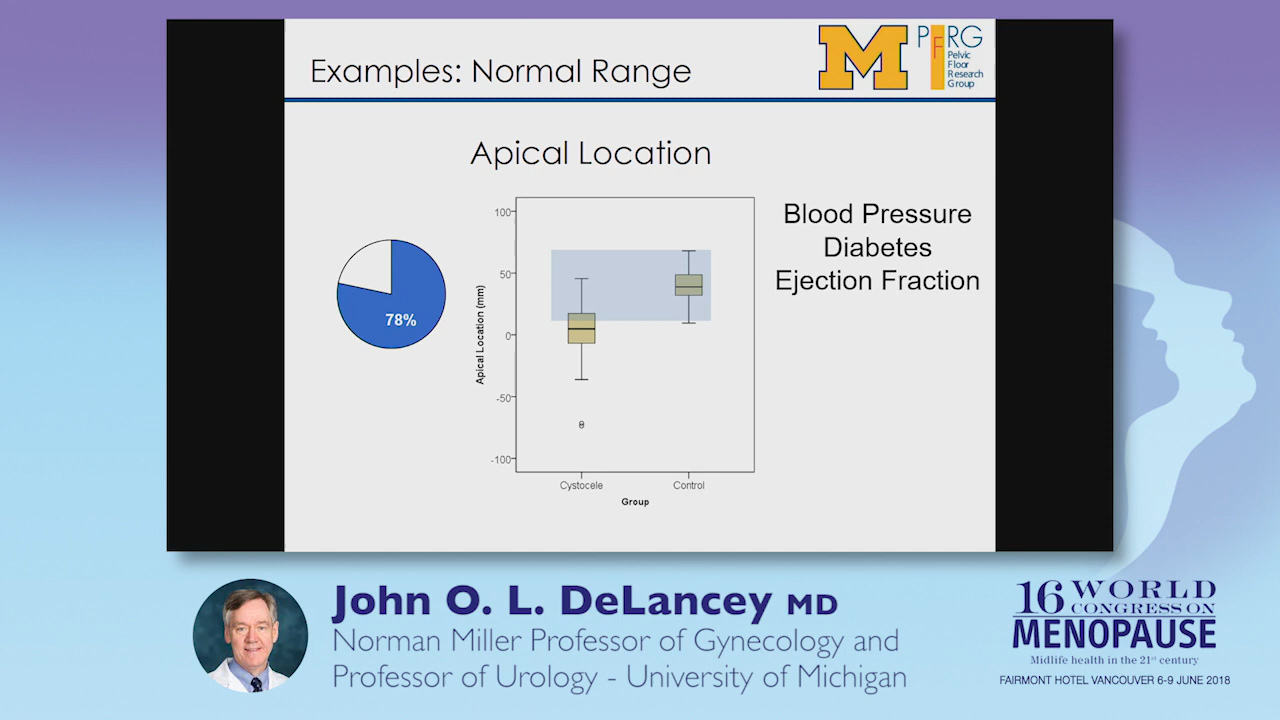 Examples: Normal Range
M
PFRG
Pelvic
Floor
Research
Group
Apical Location
78%
Apical Location (mm)
100
50
0
-50
-100
Cystocele
Control
Group
Blood Pressure
Diabetes
Ejection Fraction
John O. L. DeLancey MD
Norman Miller Professor of Gynecology and
Professor of Urology - University of Michigan
16 WORLD
CONGRESS ON
MENOPAUSE
Midlife health in the 21st century
FAIRMONT HOTEL VANCOUVER 6-9 JUNE 2018